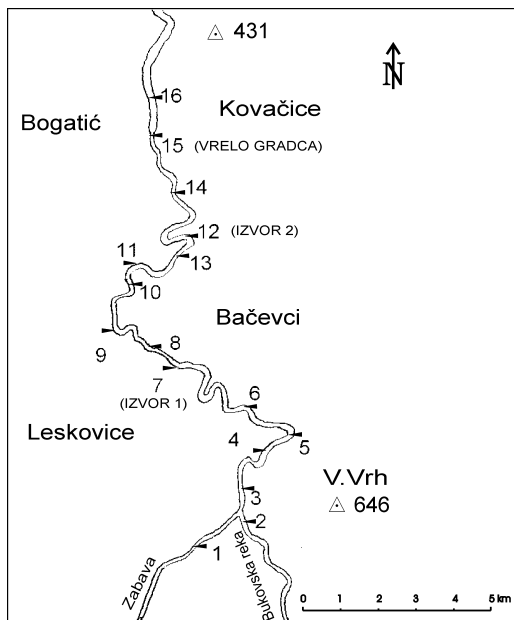 431
N
16
Kovačice
Bogatić
15 (VRELO GRADCA)
14
12 (IZVOR 2)
11
13
10
Bačevci
9
8
7
(IZVOR 1)
6
Leskovice
4
5
V.Vrh
3
646
2
1
Zabava
Bukovska reka
0 1 2 3 4 5 km